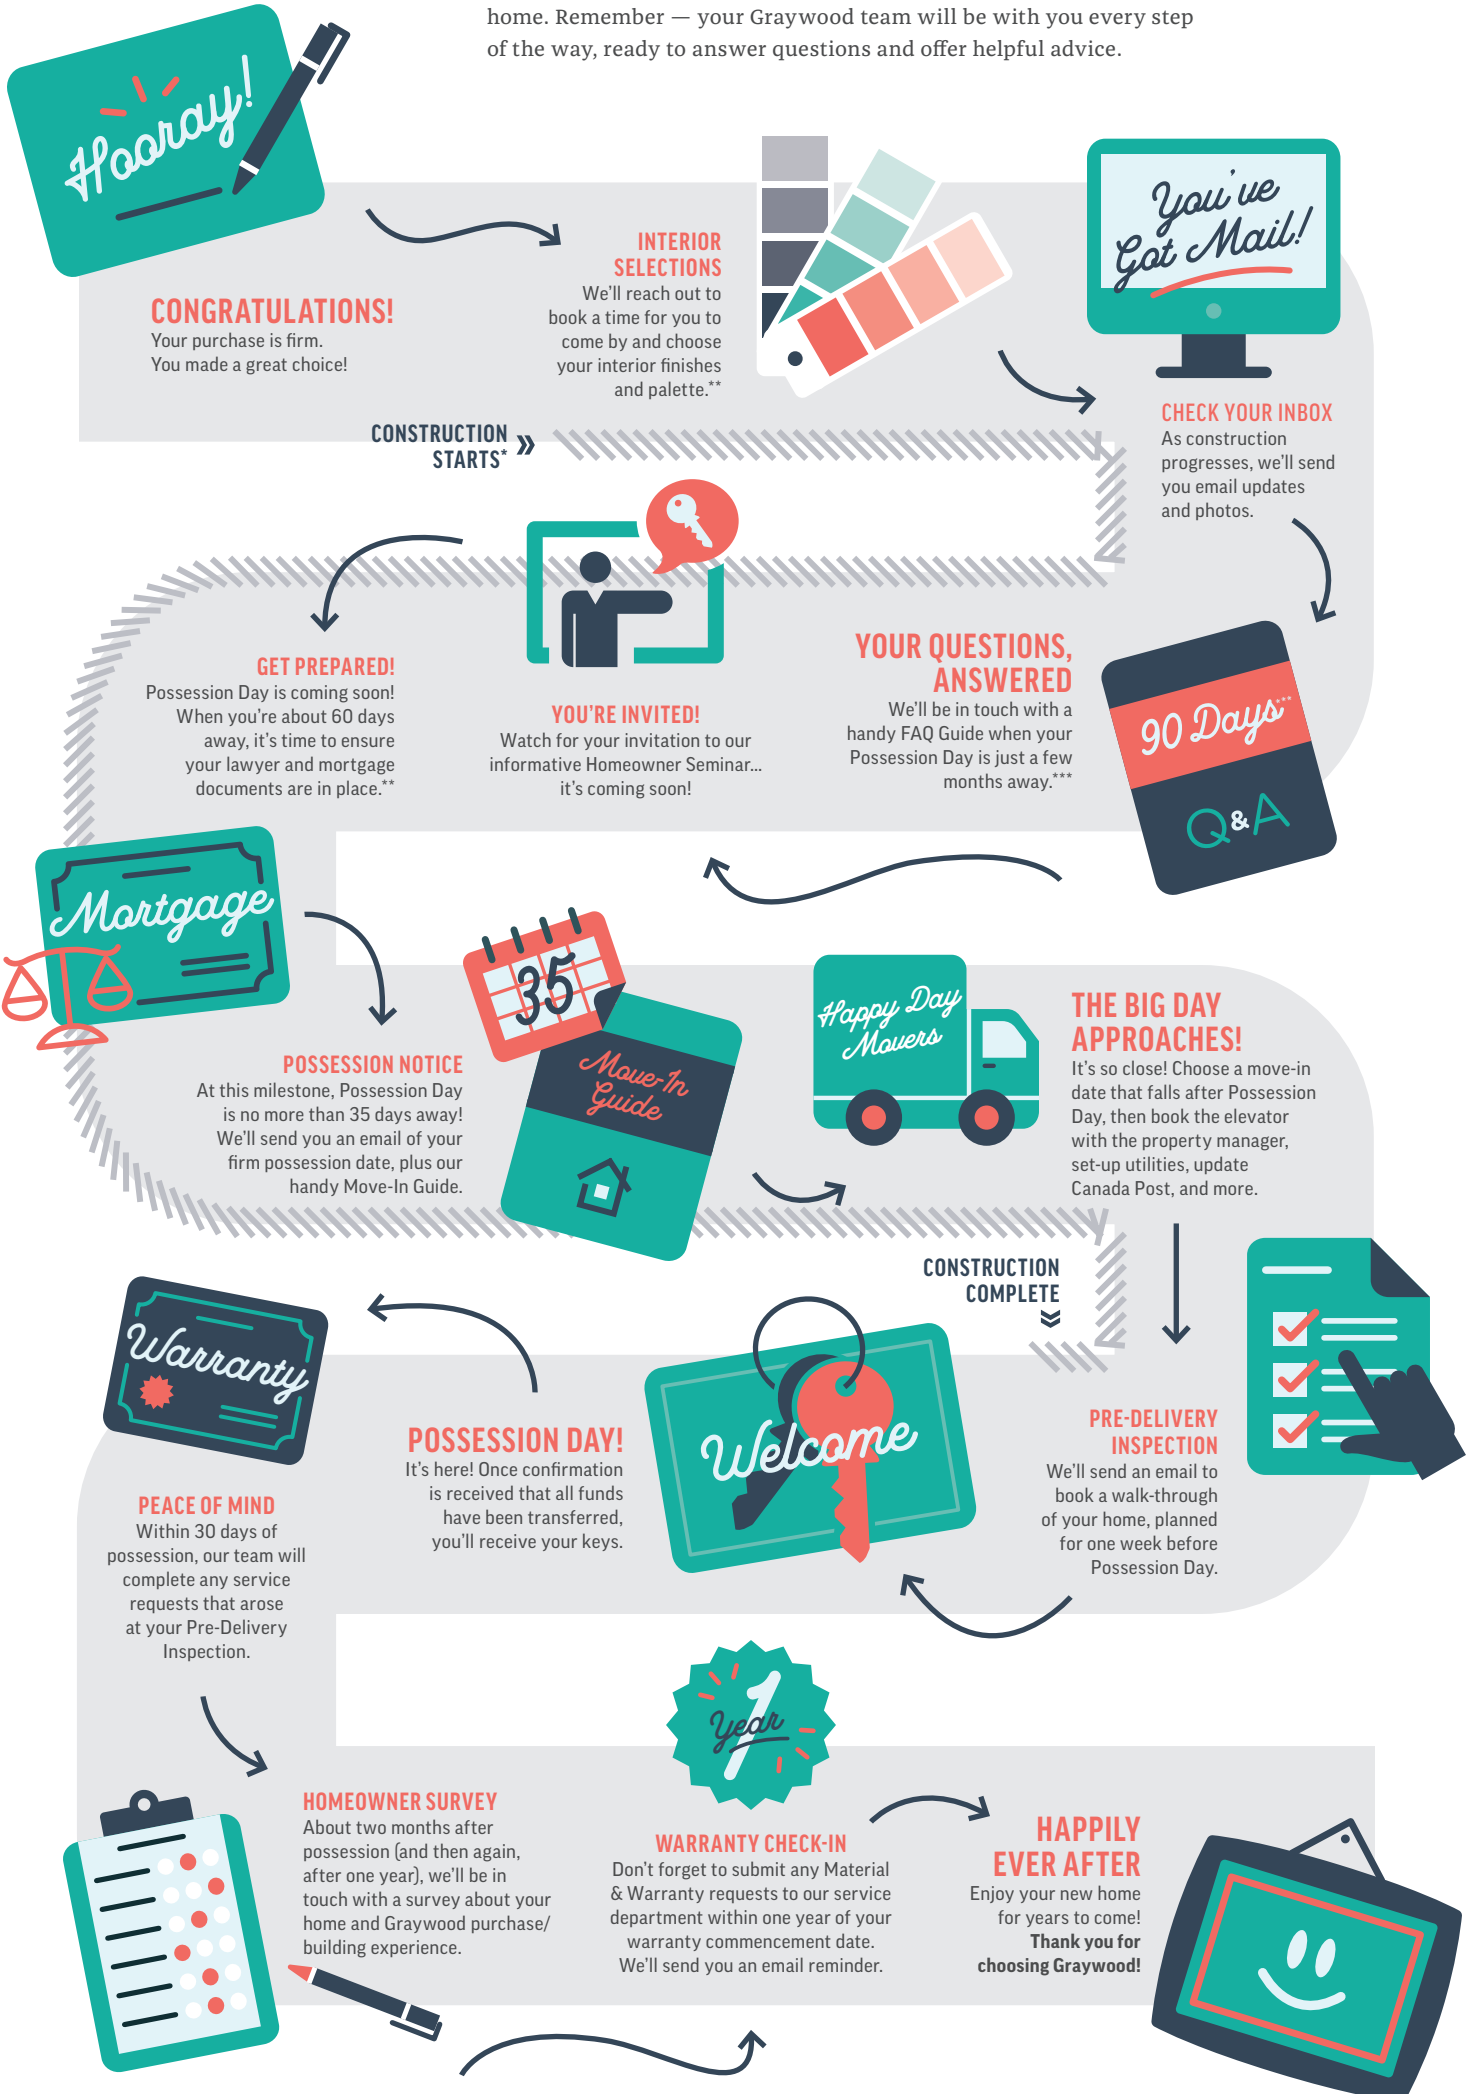 home. Remember — your Graywood team will be with you every step
of the way, ready to answer questions and offer helpful advice.
Hooray!
CONGRATULATIONS!
Your purchase is firm.
You made a great choice!
INTERIOR
SELECTIONS
We'll reach out to
book a time for you to
come by and choose
your interior finishes
and palette.**
You've
Got Mail!
CHECK YOUR INBOX
As construction
progresses, we'll send
you email updates
and photos.
CONSTRUCTION
STARTS* »
90 Days***
Q&A
YOUR QUESTIONS,
ANSWERED
We'll be in touch with a
handy FAQ Guide when your
Possession Day is just a few
months away.***
YOU'RE INVITED!
Watch for your invitation to our
informative Homeowner Seminar...
it's coming soon!
GET PREPARED!
Possession Day is coming soon!
When you're about 60 days
away, it's time to ensure
your lawyer and mortgage
documents are in place.**
Mortgage
POSSESSION NOTICE
At this milestone, Possession Day
is no more than 35 days away!
We'll send you an email of your
firm possession date, plus our
handy Move-In Guide.
35
Move-In
Guide
Happy Day
Movers
THE BIG DAY
APPROACHES!
It's so close! Choose a move-in
date that falls after Possession
Day, then book the elevator
with the property manager,
set-up utilities, update
Canada Post, and more.
CONSTRUCTION
COMPLETE
PRE-DELIVERY
INSPECTION
We'll send an email to
book a walk-through
of your home, planned
for one week before
Possession Day.
Welcome
POSSESSION DAY!
It's here! Once confirmation
is received that all funds
have been transferred,
you'll receive your keys.
Warranty
PEACE OF MIND
Within 30 days of
possession, our team will
complete any service
requests that arose
at your Pre-Delivery
Inspection.
HOMEOWNER SURVEY
About two months after
possession (and then again,
after one year), we'll be in
touch with a survey about your
home and Graywood purchase/
building experience.
1
Year
WARRANTY CHECK-IN
Don't forget to submit any Material
& Warranty requests to our service
department within one year of your
warranty commencement date.
We'll send you an email reminder.
HAPPILY
EVER AFTER
Enjoy your new home
for years to come!
Thank you for
choosing Graywood!